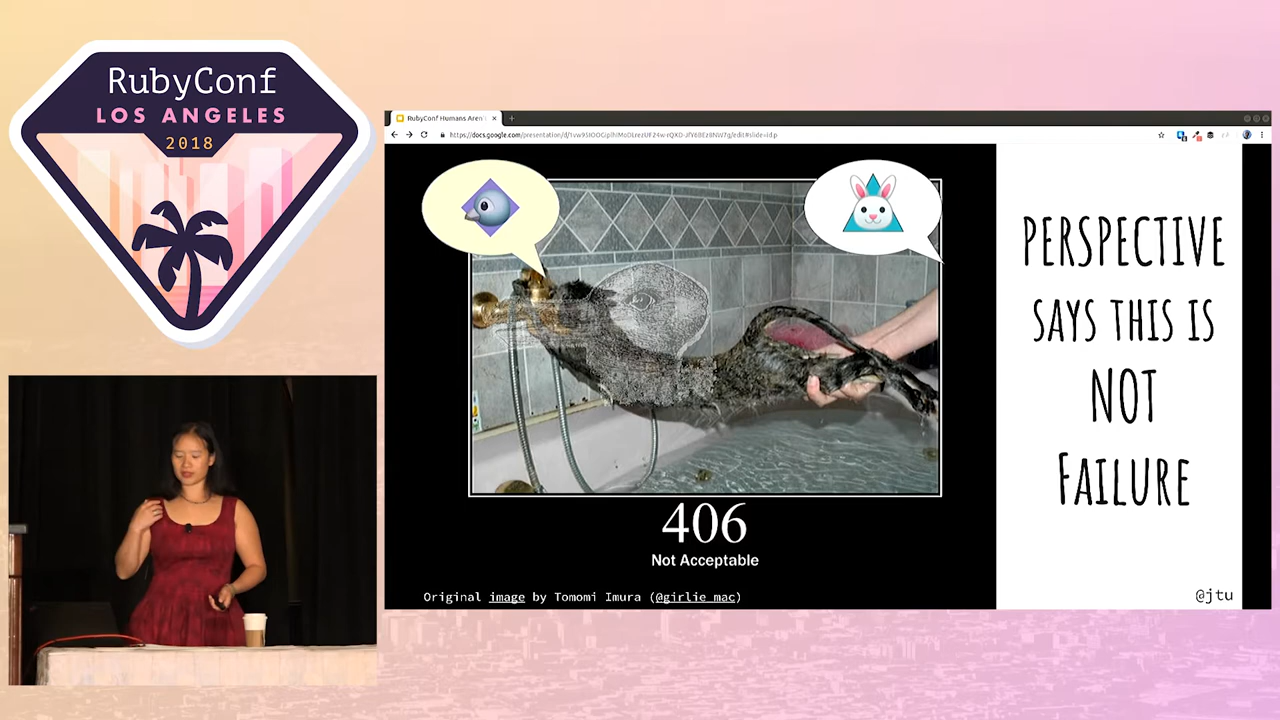 RubyConf
LOS ANGELES
2018
RubyConf Humans Aren
PERSPECTIVE
SAYS THIS IS
NOT
FAILURE
406
Not Acceptable
Original image by Tomomi Imura (@girlie_mac)
@jtu